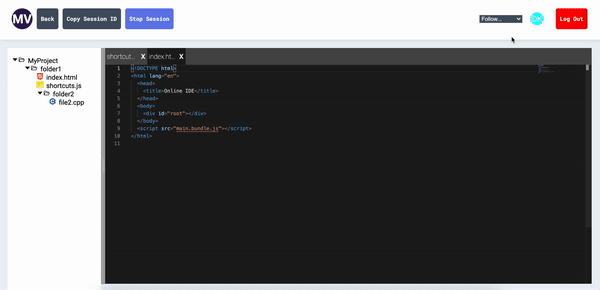 MV Back Copy Session ID Stop Session Follow... DK Log Out
MyProject
folder1
index.html
shortcuts.js
folder2
file2.cpp
shortcut... X index.ht... X
1 <!DOCTYPE html>
2 <html lang="en">
3 <head>
4 <title>Online IDE</title>
5 </head>
6 <body>
7 <div id="root"></div>
8 </body>
9 <script src="main.bundle.js"></script>
10 </html>
11